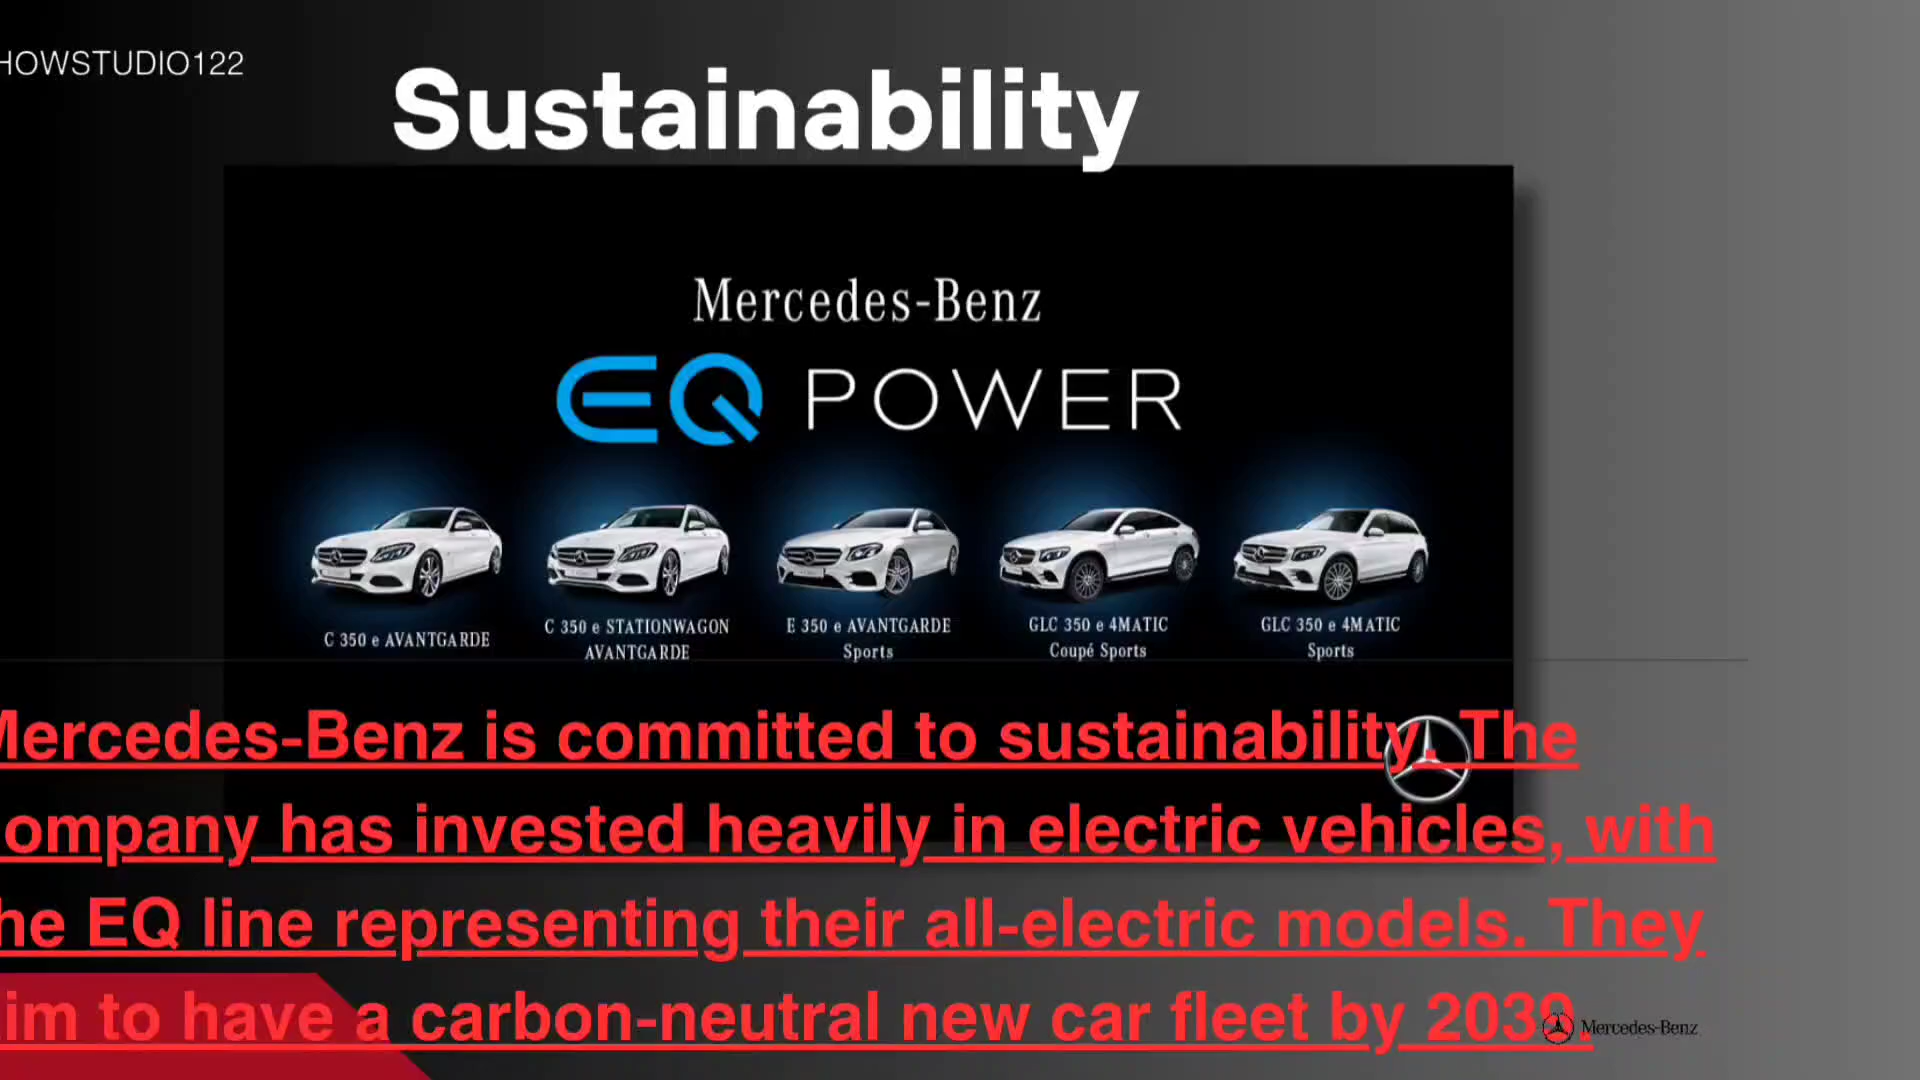 HOWSTUDIO122
Sustainability
Mercedes-Benz
EQ POWER
C 350 e AVANTGARDE
C 350 e STATIONWAGON
AVANTGARDE
E 350 e AVANTGARDE
Sports
GLC 350 e 4MATIC
Coupé Sports
GLC 350 e 4MATIC
Sports
Mercedes-Benz is committed to sustainability. The
ompany has invested heavily in electric vehicles, with
he EQ line representing their all-electric models. They
im to have a carbon-neutral new car fleet by 2039.
Mercedes-Benz